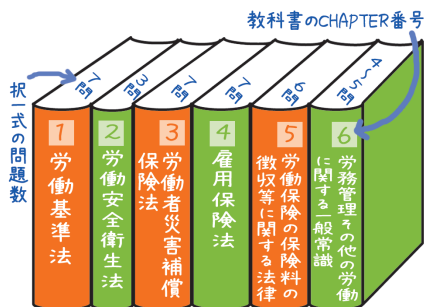 教科書のCHAPTER番号
択一式の問題数
7問
3問
7問
7問
6問
4〜5問
1
労働基準法
2
労働安全衛生法
3
労働者災害補償
保険法
4
雇用保険法
5
労働保険の保険料の
徴収等に関する法律
6
労務管理その他の労働
に関する一般常識